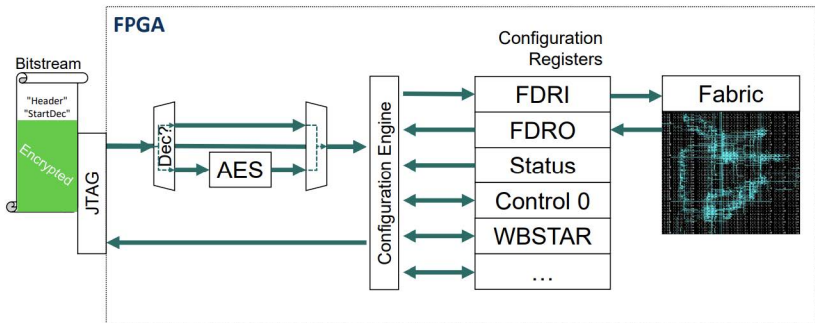 FPGA
Bitstream
"Header"
"StartDec"
Encrypted
JTAG
Dec?
AES
Configuration Engine
Configuration
Registers
FDRI
FDRO
Status
Control 0
WBSTAR
...
Fabric